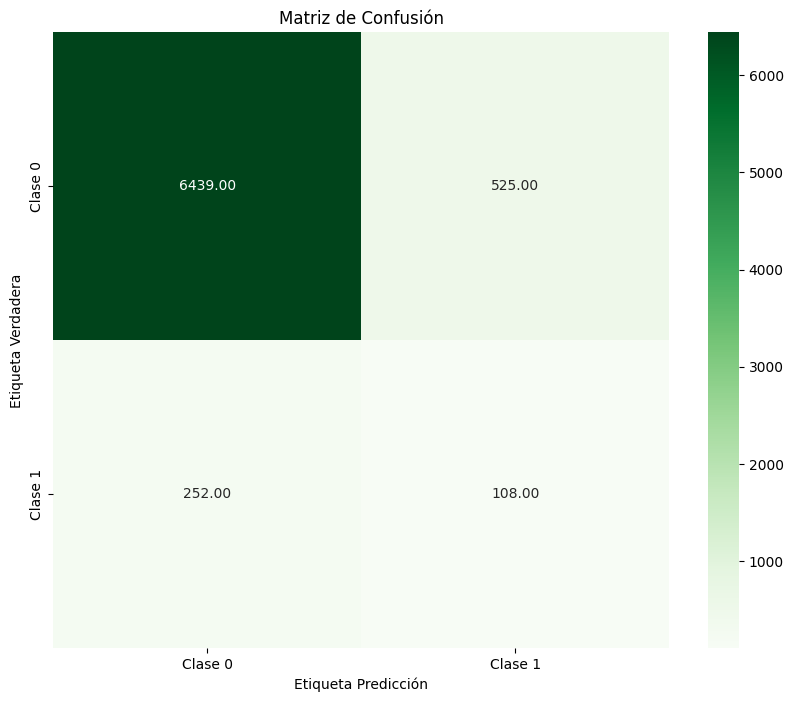 Matriz de Confusión
Etiqueta Verdadera
Clase 0
6439.00
525.00
Clase 1
252.00
108.00
Clase 0
Clase 1
Etiqueta Predicción
6000
5000
4000
3000
2000
1000